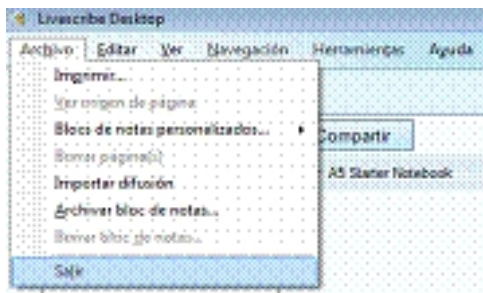 Livescribe Desktop
Archivo Editar Ver Navegación Herramientas Ayuda
Imprimir...
Ver origen de página
Blocs de notas personalizados...
Borrar página(s)
Compartir
Importar difusión
A5 Starter Notebook
Archivar bloc de notas...
Borrar bloc de notas...
Salir